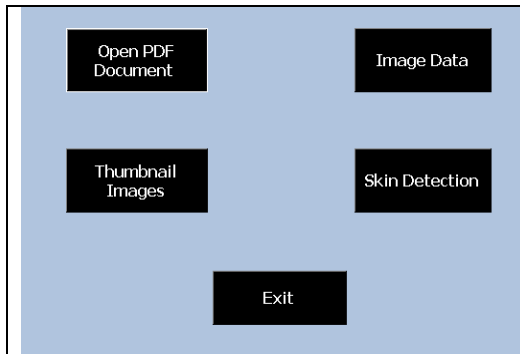 Open PDF
Document
Image Data
Thumbnail
Images
Skin Detection
Exit